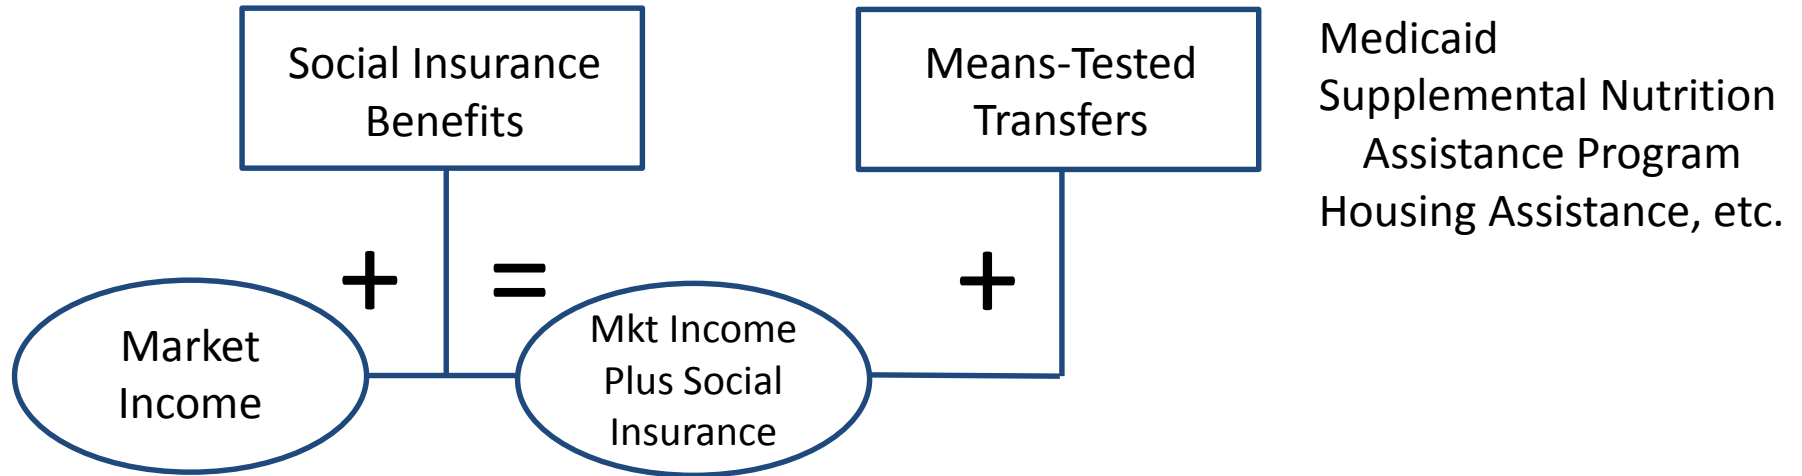 Social Insurance
Benefits
Means-Tested
Transfers
Medicaid
Supplemental Nutrition
Assistance Program
Housing Assistance, etc.
+
=
+
Market
Income
Mkt Income
Plus Social
Insurance